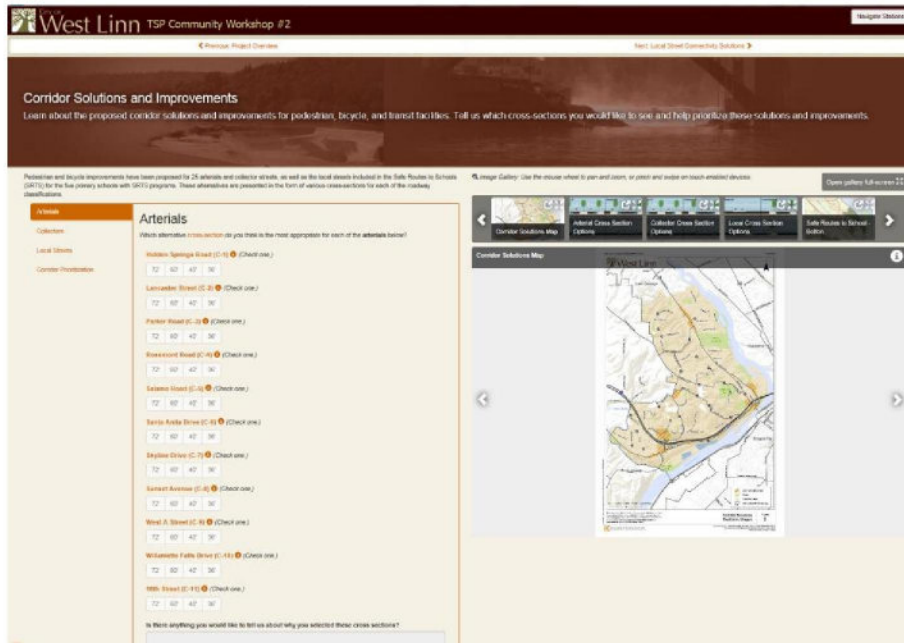 CITY OF
West Linn TSP Community Workshop #2
Navigate Stations
Previous: Project Overview
Next: Local Street Connectivity Solutions
Corridor Solutions and Improvements
Learn about the proposed corridor solutions and improvements for pedestrian, bicycle, and transit facilities. Tell us which cross-sections you would like to see and help prioritize these solutions and improvements.
Pedestrian and bicycle improvements have been proposed for 25 arterials and collector streets, as well as the local streets included in the Safe Routes to Schools
(SRTS) for the five primary schools with SRTS programs. These alternatives are presented in the form of various cross-sections for each of the roadway
classifications.
Arterials
Collectors
Local Streets
Corridor Prioritization
Arterials
Which alternative cross-section do you think is the most appropriate for each of the arterials below?
Hidden Springs Road (C-1) (Check one.)
72' 60' 42' 36'
Lancaster Street (C-2) (Check one.)
72' 60' 42' 36'
Parker Road (C-3) (Check one.)
72' 60' 42' 36'
Rosemont Road (C-4) (Check one.)
72' 60' 42' 36'
Salamo Road (C-5) (Check one.)
72' 60' 42' 36'
Santa Anita Drive (C-6) (Check one.)
72' 60' 42' 36'
Skyline Drive (C-7) (Check one.)
72' 60' 42' 36'
Sunset Avenue (C-8) (Check one.)
72' 60' 42' 36'
West A Street (C-9) (Check one.)
72' 60' 42' 36'
Willamette Falls Drive (C-10) (Check one.)
72' 60' 42' 36'
10th Street (C-11) (Check one.)
72' 60' 42' 36'
Is there anything you would like to tell us about why you selected these cross sections?
Image Gallery: Use the mouse wheel to pan and zoom, or pinch and swipe on touch-enabled devices
Open gallery full-screen
Corridor Solutions Map
Arterial Cross Section
Options
Collector Cross Section
Options
Local Cross Section
Options
Safe Routes to School -
Bolton
Corridor Solutions Map
West Linn